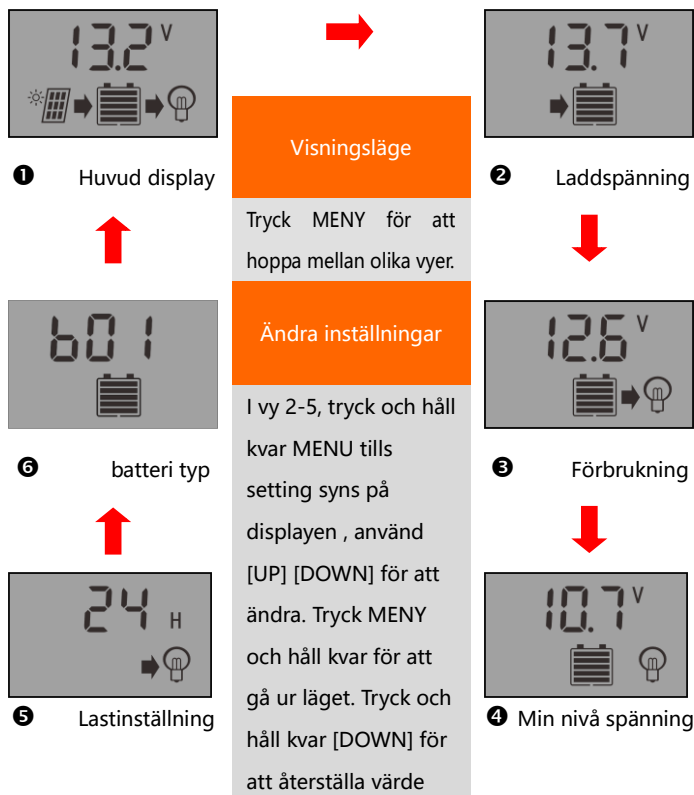 13.2 V
❶ Huvud display
Visningsläge
Tryck MENY för att
hoppa mellan olika vyer.
Ändra inställningar
I vy 2-5, tryck och håll
kvar MENU tills
setting syns på
displayen , använd
[UP] [DOWN] för att
ändra. Tryck MENY
och håll kvar för att
gå ur läget. Tryck och
håll kvar [DOWN] för
att återställa värde
13.7 V
❷ Laddspänning
12.6 V
❸ Förbrukning
10.7 V
❹ Min nivå spänning
24 H
❺ Lastinställning
b01
❻ batteri typ